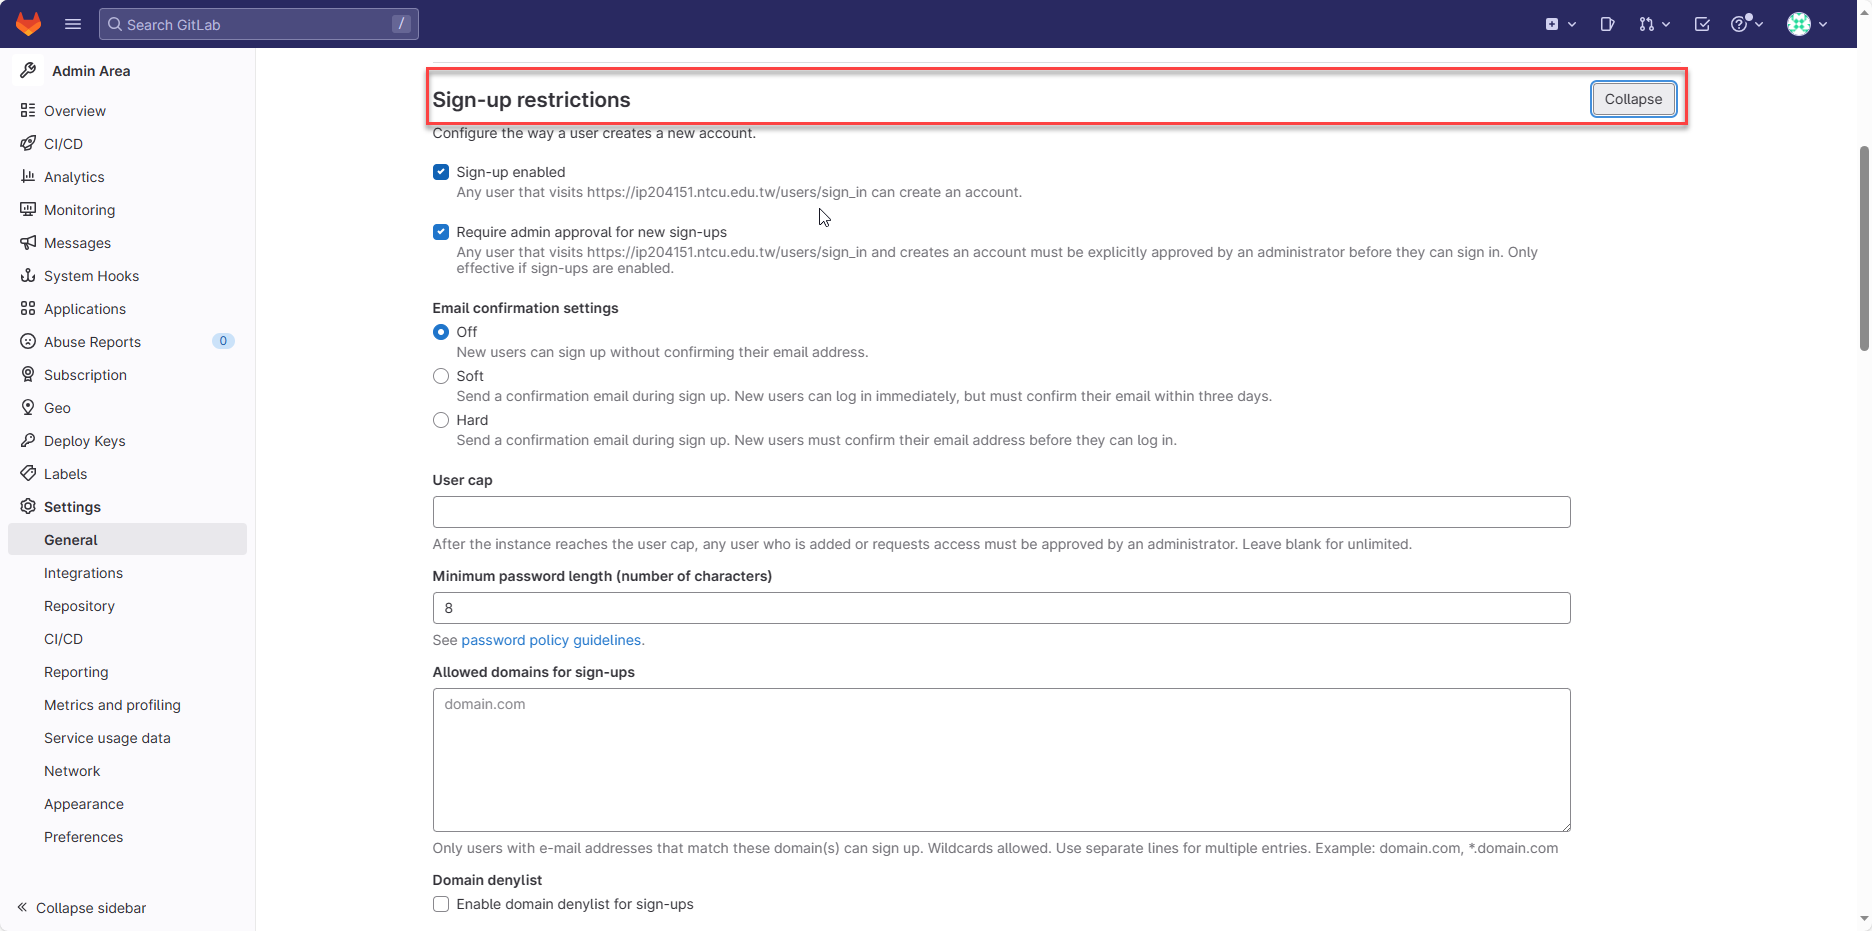 Search GitLab /
Admin Area
Overview
CI/CD
Analytics
Monitoring
Messages
System Hooks
Applications
Abuse Reports 0
Subscription
Geo
Deploy Keys
Labels
Settings
General
Integrations
Repository
CI/CD
Reporting
Metrics and profiling
Service usage data
Network
Appearance
Preferences
Collapse sidebar
Sign-up restrictions
Collapse
Configure the way a user creates a new account.
Sign-up enabled
Any user that visits https://ip204151.ntcu.edu.tw/users/sign_in can create an account.
Require admin approval for new sign-ups
Any user that visits https://ip204151.ntcu.edu.tw/users/sign_in and creates an account must be explicitly approved by an administrator before they can sign in. Only
effective if sign-ups are enabled.
Email confirmation settings
Off
New users can sign up without confirming their email address.
Soft
Send a confirmation email during sign up. New users can log in immediately, but must confirm their email within three days.
Hard
Send a confirmation email during sign up. New users must confirm their email address before they can log in.
User cap
After the instance reaches the user cap, any user who is added or requests access must be approved by an administrator. Leave blank for unlimited.
Minimum password length (number of characters)
8
See password policy guidelines.
Allowed domains for sign-ups
domain.com
Only users with e-mail addresses that match these domain(s) can sign up. Wildcards allowed. Use separate lines for multiple entries. Example: domain.com, *.domain.com
Domain denylist
Enable domain denylist for sign-ups